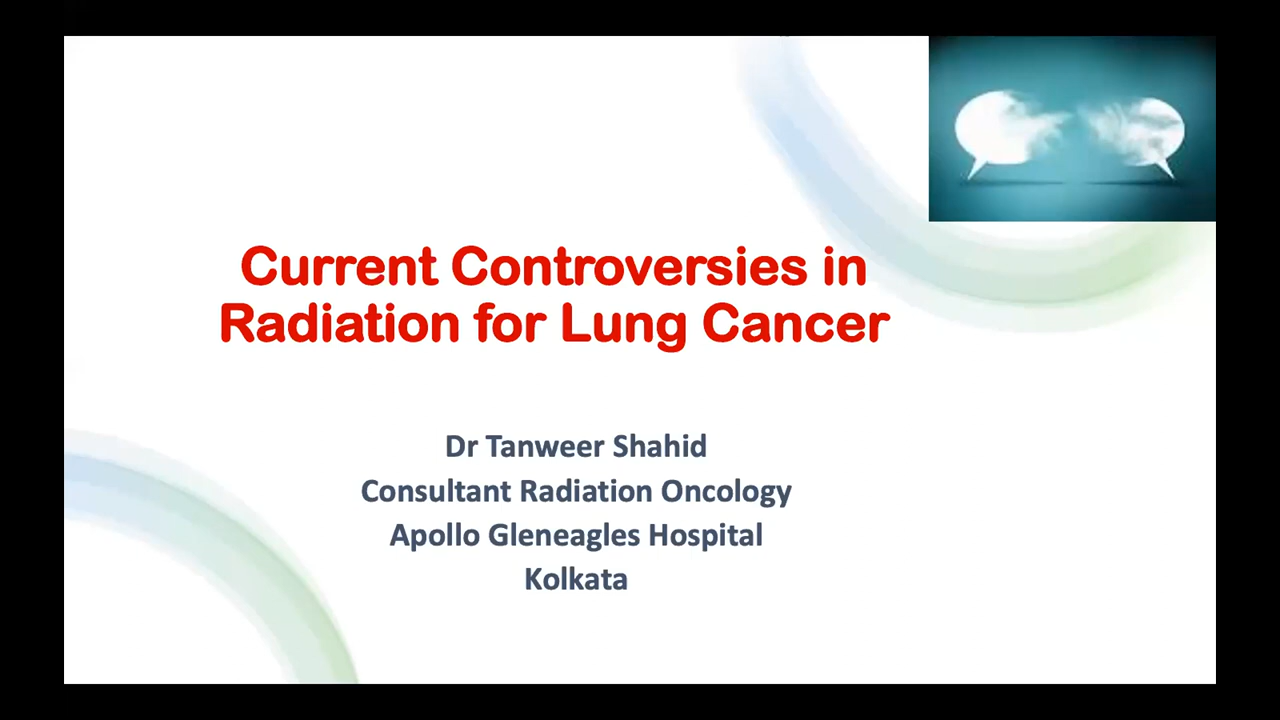 Current Controversies in
Radiation for Lung Cancer
Dr Tanweer Shahid
Consultant Radiation Oncology
Apollo Gleneagles Hospital
Kolkata